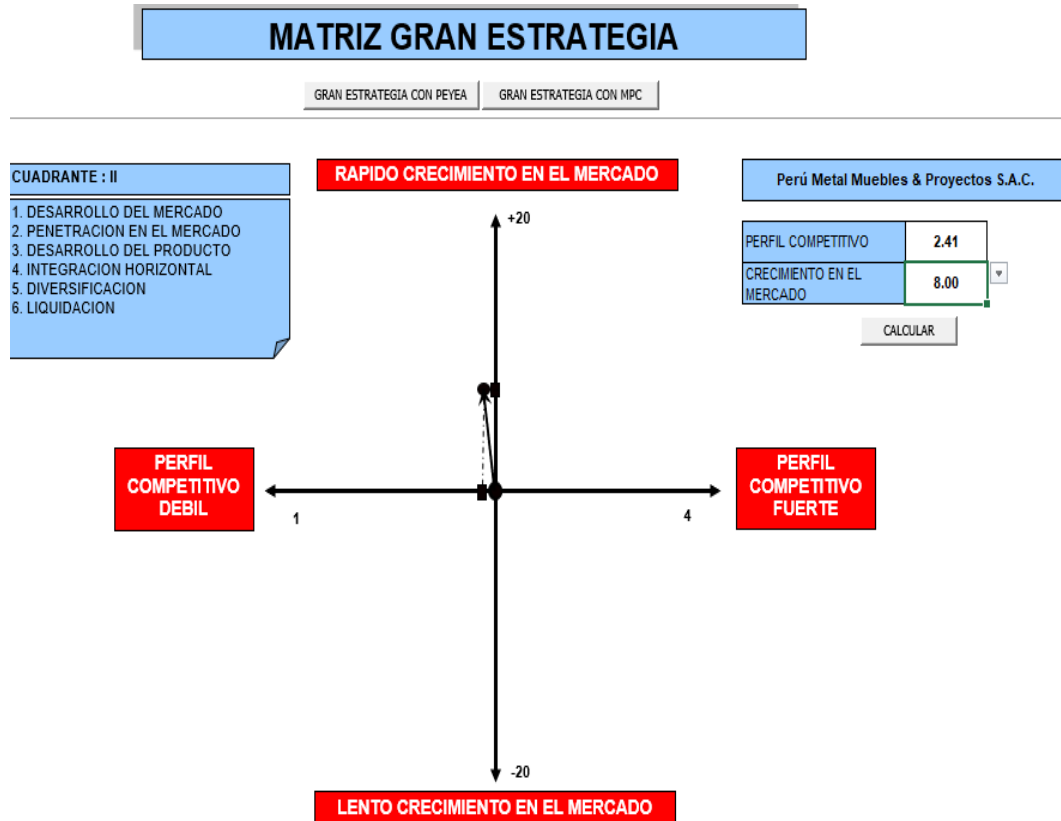 MATRIZ GRAN ESTRATEGIA
GRAN ESTRATEGIA CON PEYEA
GRAN ESTRATEGIA CON MPC
CUADRANTE : II
1. DESARROLLO DEL MERCADO
2. PENETRACION EN EL MERCADO
3. DESARROLLO DEL PRODUCTO
4. INTEGRACION HORIZONTAL
5. DIVERSIFICACION
6. LIQUIDACION
RAPIDO CRECIMIENTO EN EL MERCADO
Perú Metal Muebles & Proyectos S.A.C.
PERFIL COMPETITIVO 2.41
CRECIMIENTO EN EL
MERCADO 8.00
CALCULAR
+20
PERFIL
COMPETITIVO
DEBIL
1
4
PERFIL
COMPETITIVO
FUERTE
-20
LENTO CRECIMIENTO EN EL MERCADO